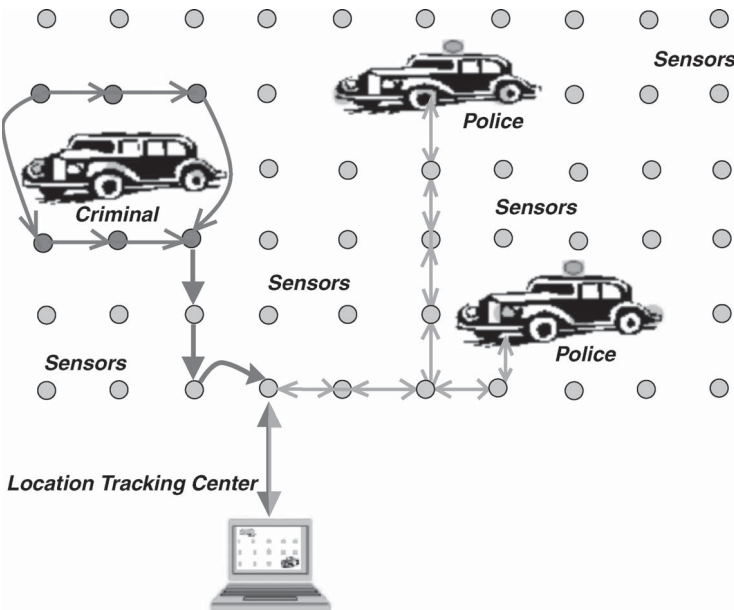 Sensors
Police
Criminal
Sensors
Sensors
Police
Sensors
Location Tracking Center